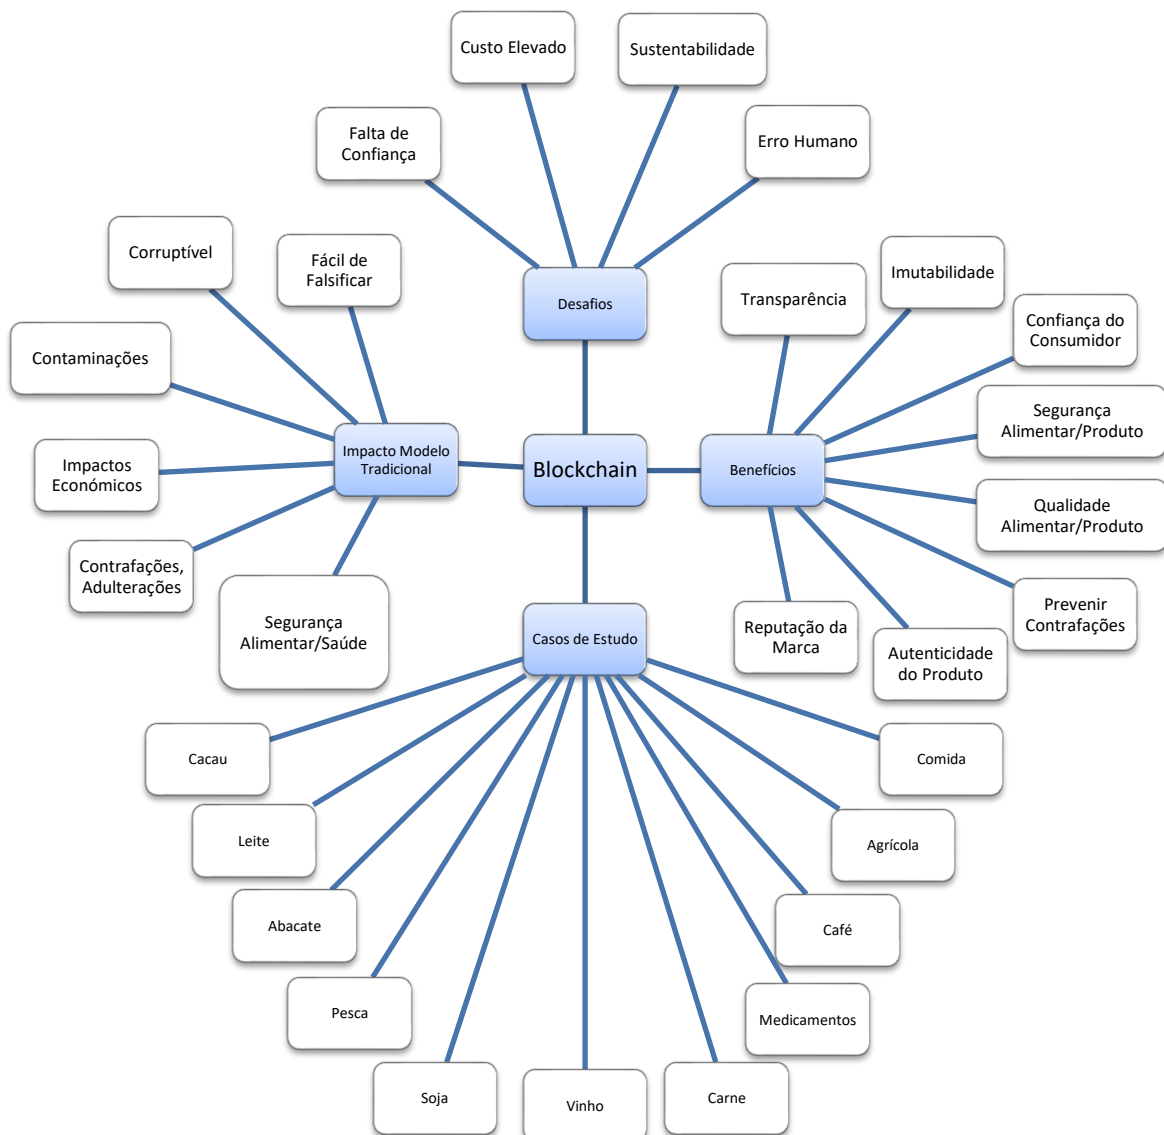 Custo Elevado
Sustentabilidade
Falta de
Confiança
Erro Humano
Corruptível
Fácil de
Falsificar
Desafios
Transparência
Imutabilidade
Confiança do
Consumidor
Contaminações
Impactos
Económicos
Impacto Modelo
Tradicional
Blockchain
Benefícios
Segurança
Alimentar/Produto
Qualidade
Alimentar/Produto
Contrafações,
Adulterações
Segurança
Alimentar/Saúde
Casos de Estudo
Reputação da
Marca
Autenticidade
do Produto
Prevenir
Contrafações
Cacau
Comida
Leite
Agrícola
Abacate
Café
Pesca
Medicamentos
Soja
Vinho
Carne